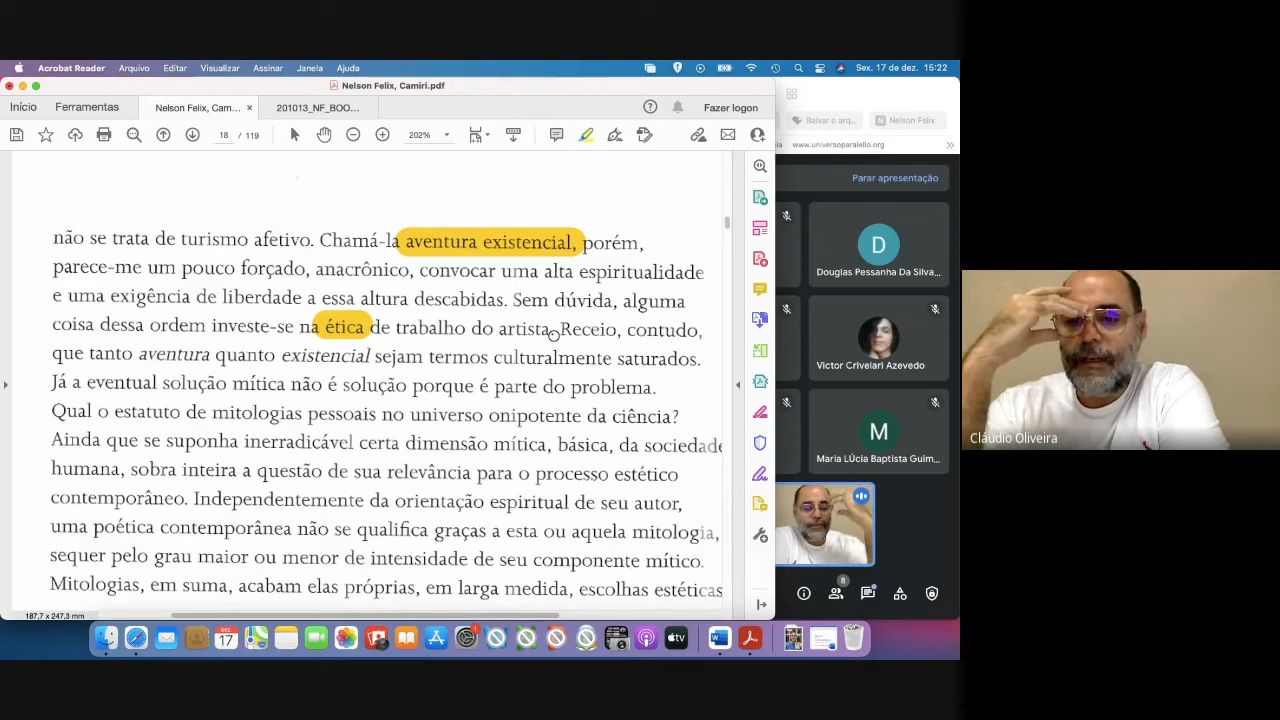 Acrobat Reader Arquivo Editar Visualizar Assinar Janela Ajuda Sex. 17 de dez. 15:22
Nelson Felix, Camiri.pdf
Início Ferramentas Nelson Felix, Cam... × 201013_NF_BOO... Fazer logon
18 / 119 202%
Baixar o arq... Nelson Felix
www.universoparalello.org
Parar apresentação
não se trata de turismo afetivo. Chamá-la aventura existencial, porém,
parece-me um pouco forçado, anacrônico, convocar uma alta espiritualidade
e uma exigência de liberdade a essa altura descabidas. Sem dúvida, alguma
coisa dessa ordem investe-se na ética de trabalho do artista. Receio, contudo,
que tanto aventura quanto existencial sejam termos culturalmente saturados.
Já a eventual solução mítica não é solução porque é parte do problema.
Qual o estatuto de mitologias pessoais no universo onipotente da ciência?
Ainda que se suponha inerradicável certa dimensão mítica, básica, da sociedade
humana, sobra inteira a questão de sua relevância para o processo estético
contemporâneo. Independentemente da orientação espiritual de seu autor,
uma poética contemporânea não se qualifica graças a esta ou aquela mitologia,
sequer pelo grau maior ou menor de intensidade de seu componente mítico.
Mitologias, em suma, acabam elas próprias, em larga medida, escolhas estéticas
187,7 x 247,3 mm
D
Douglas Pessanha Da Silva...
Victor Crivelari Azevedo
M
Maria LÚcia Baptista Guim...
8
Cláudio Oliveira
DEZ
17
tv